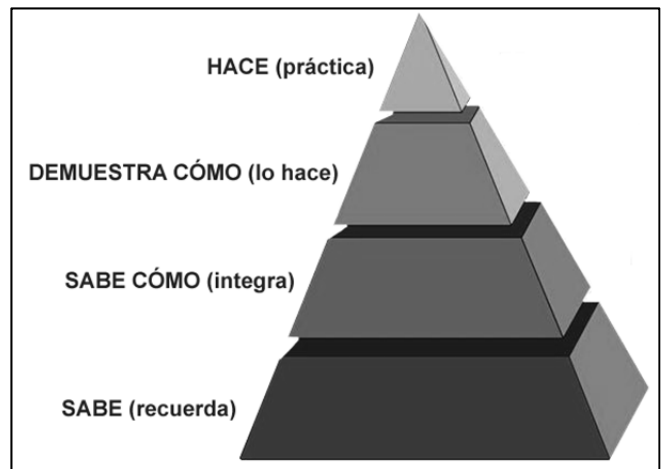 HACE (práctica)
DEMUESTRA CÓMO (lo hace)
SABE CÓMO (integra)
SABE (recuerda)